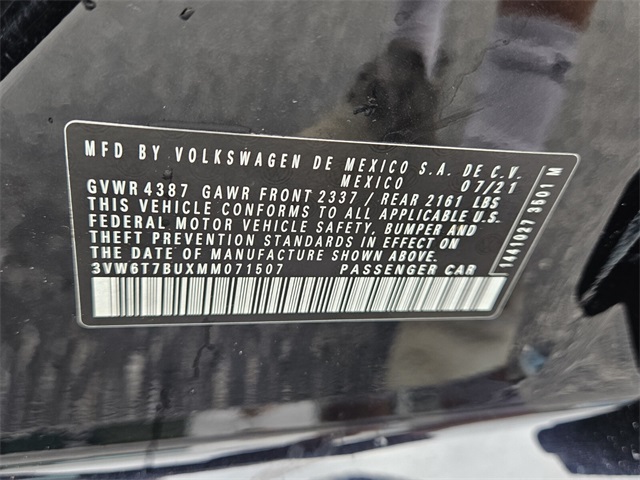 MFD BY VOLKSWAGEN DE MEXICO S.A. DE C.V.
MEXICO 07/21
GVWR 4387 GAWR FRONT 2337 / REAR 2161 LBS
THIS VEHICLE CONFORMS TO ALL APPLICABLE U.S.
FEDERAL MOTOR VEHICLE SAFETY, BUMPER AND
THEFT PREVENTION STANDARDS IN EFFECT ON
THE DATE OF MANUFACTURE SHOWN ABOVE.
3VW6T7BUXMM071507 PASSENGER CAR
1AA1027 3501 M